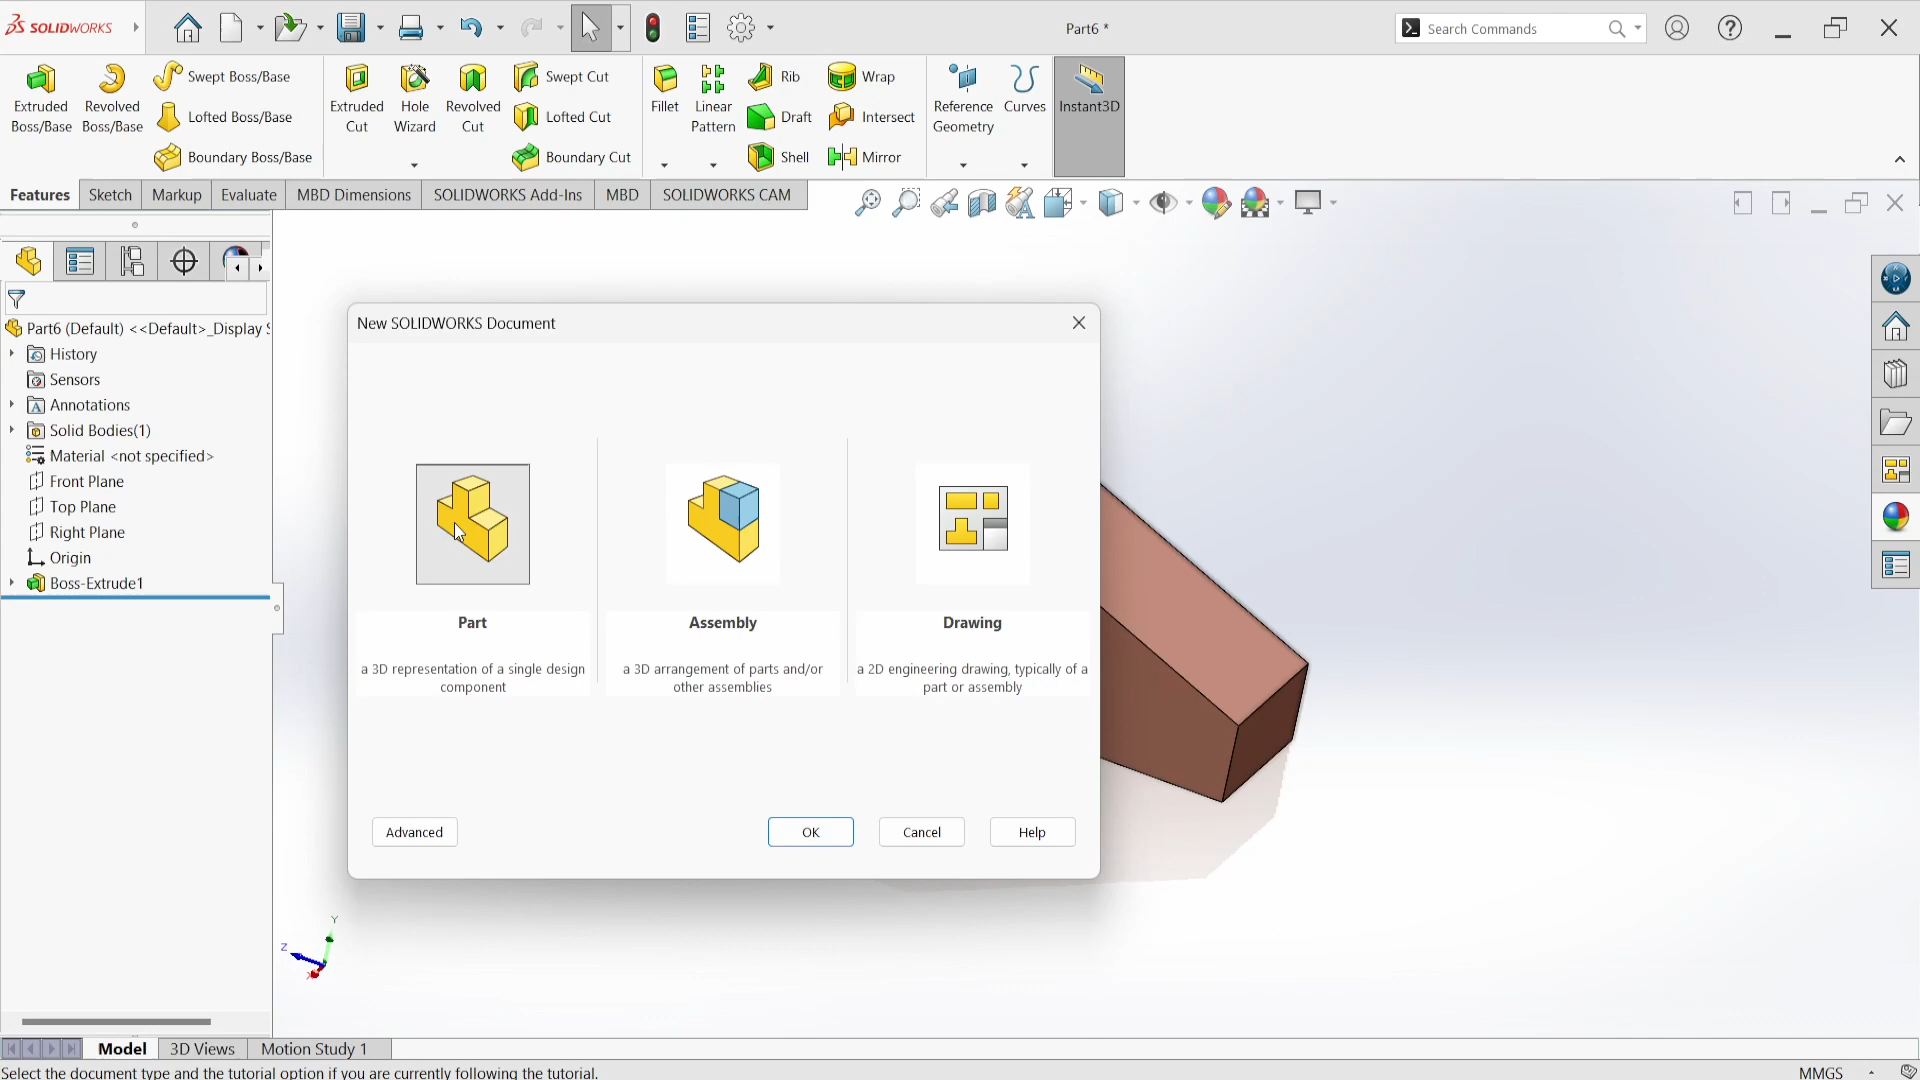 SOLIDWORKS
Part6 *
Search Commands
Extruded Boss/Base
Revolved Boss/Base
Swept Boss/Base
Lofted Boss/Base
Boundary Boss/Base
Extruded Cut
Hole Wizard
Revolved Cut
Swept Cut
Lofted Cut
Boundary Cut
Fillet
Linear Pattern
Rib
Draft
Shell
Wrap
Intersect
Mirror
Reference Geometry
Curves
Instant3D
Features
Sketch
Markup
Evaluate
MBD Dimensions
SOLIDWORKS Add-Ins
MBD
SOLIDWORKS CAM
Part6 (Default) <<Default>_Display S
History
Sensors
Annotations
Solid Bodies(1)
Material <not specified>
Front Plane
Top Plane
Right Plane
Origin
Boss-Extrude1
New SOLIDWORKS Document
Part
a 3D representation of a single design
component
Assembly
a 3D arrangement of parts and/or
other assemblies
Drawing
a 2D engineering drawing, typically of a
part or assembly
Advanced
OK
Cancel
Help
Y
Z
X
Model
3D Views
Motion Study 1
Select the document type and the tutorial option if you are currently following the tutorial.
MMGS